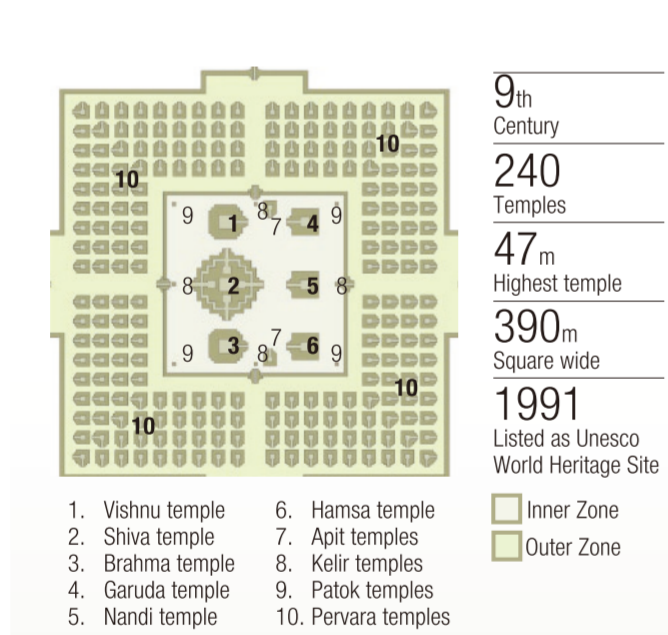 10
10
9
1
8
7
4
9
8
2
5
8
9
3
8
7
6
9
10
10
9th
Century
240
Temples
47m
Highest temple
390m
Square wide
1991
Listed as Unesco
World Heritage Site
Inner Zone
Outer Zone
1. Vishnu temple
2. Shiva temple
3. Brahma temple
4. Garuda temple
5. Nandi temple
6. Hamsa temple
7. Apit temples
8. Kelir temples
9. Patok temples
10. Pervara temples